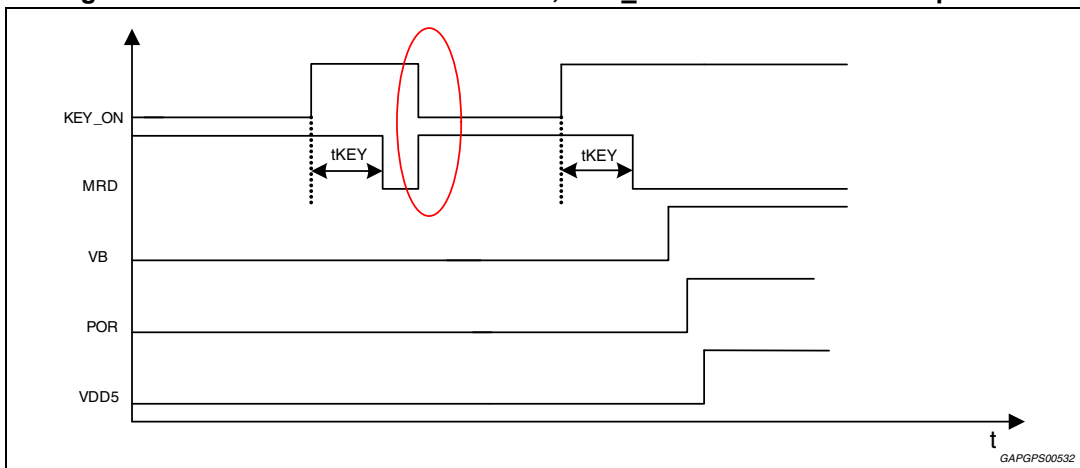 KEY_ON
tKEY
tKEY
MRD
VB
POR
VDD5
t
GAPGPS00532